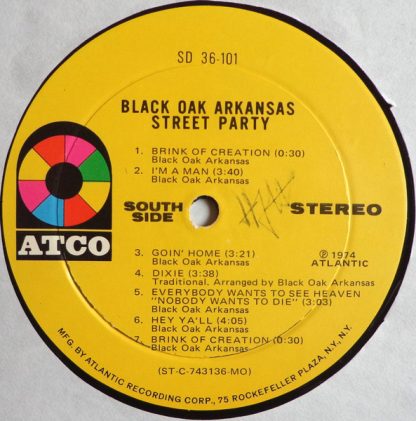 SD 36-101
BLACK OAK ARKANSAS
STREET PARTY
1. BRINK OF CREATION (0:30)
Black Oak Arkansas
2. I'M A MAN (3:40)
Black Oak Arkansas
SOUTH SIDE
STEREO
ATCO
3. GOIN' HOME (3:21)
Black Oak Arkansas
℗ 1974
ATLANTIC
4. DIXIE (3:38)
Traditional, Arranged by Black Oak Arkansas
5. EVERYBODY WANTS TO SEE HEAVEN
"NOBODY WANTS TO DIE" (3:03)
Black Oak Arkansas
6. HEY YA'LL (4:05)
Black Oak Arkansas
7. BRINK OF CREATION (0:30)
Black Oak Arkansas
(ST-C-743136-MO)
MFG. BY ATLANTIC RECORDING CORP., 75 ROCKEFELLER PLAZA, N.Y., N.Y.